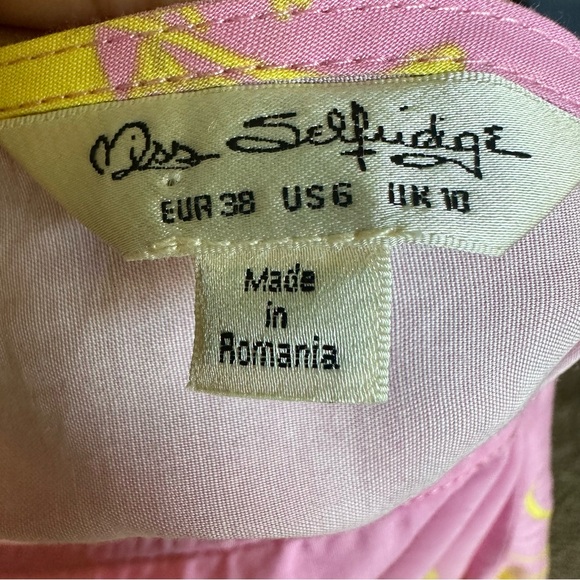 Miss Selfridge
EUR 38 US 6 UK 10
Made
in
Romania